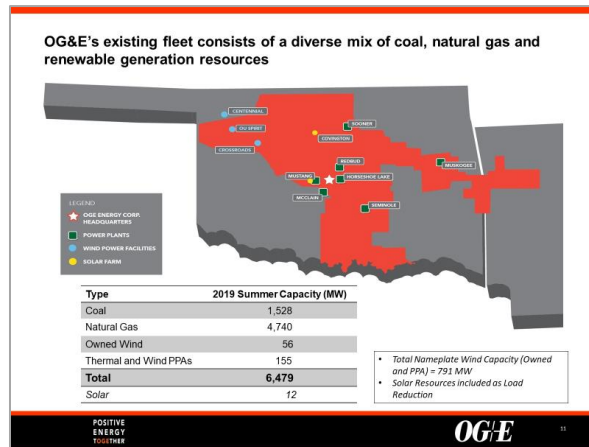 OG&E's existing fleet consists of a diverse mix of coal, natural gas and
renewable generation resources
CENTENNIAL
OU SPIRIT
CROSSROADS
SOONER
COVINGTON
REDBUD
MUSKOGEE
MUSTANG
HORSESHOE LAKE
MCCLAIN
SEMINOLE
LEGEND
OGE ENERGY CORP.
HEADQUARTERS
POWER PLANTS
WIND POWER FACILITIES
SOLAR FARM
Type 2019 Summer Capacity (MW)
Coal 1,528
Natural Gas 4,740
Owned Wind 56
Thermal and Wind PPAs 155
Total 6,479
Solar 12
• Total Nameplate Wind Capacity (Owned
and PPA) = 791 MW
• Solar Resources included as Load
Reduction
POSITIVE
ENERGY
TOGETHER
OG/E
11